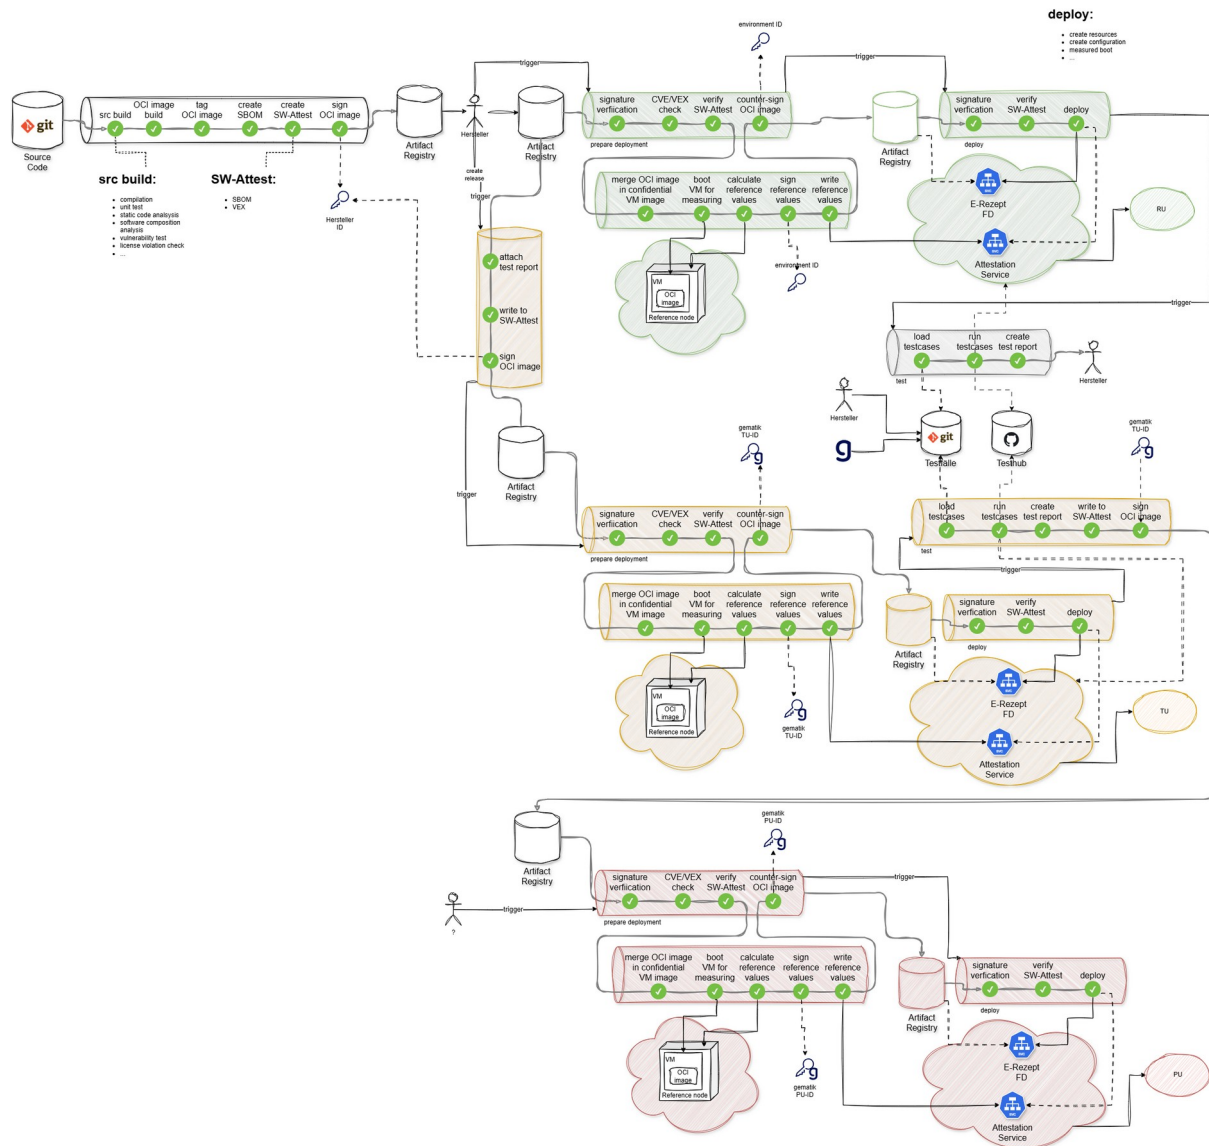 deploy:
create resources
create configuration
measured boot
...
environment ID
trigger
trigger
git
Source
Code
src build
OCI image
build
tag
OCI image
create
SBOM
create
SW-Attest
sign
OCI image
Artifact
Registry
Hersteller
Artifact
Registry
signature
verfiication
CVE/VEX
check
verify
SW-Attest
counter-sign
OCI image
prepare deployment
Artifact
Registry
signature
verfication
verify
SW-Attest
deploy
deploy
src build:
compilation
unit test
static code analysis
software composition
analysis
vulnerability test
license violation check
...
SW-Attest:
SBOM
VEX
Hersteller
ID
create
release
trigger
merge OCI image
in confidential
VM image
boot
VM for
measuring
calculate
reference
values
sign
reference
values
write
reference
values
E-Rezept
FD
RU
Attestation
Service
environment ID
VM
OCI
image
Reference node
attach
test report
write to
SW-Attest
sign
OCI image
trigger
load
testcases
run
testcases
create
test report
test
Hersteller
Hersteller
git
Testfälle
Testhub
gematik
TU-ID
gematik
TU-ID
Artifact
Registry
trigger
signature
verfiication
CVE/VEX
check
verify
SW-Attest
counter-sign
OCI image
prepare deployment
load
testcases
run
testcases
create
test report
write to
SW-Attest
sign
OCI image
test
trigger
merge OCI image
in confidential
VM image
boot
VM for
measuring
calculate
reference
values
sign
reference
values
write
reference
values
Artifact
Registry
signature
verfication
verify
SW-Attest
deploy
deploy
VM
OCI
image
Reference node
gematik
TU-ID
E-Rezept
FD
TU
Attestation
Service
Artifact
Registry
gematik
PU-ID
signature
verfiication
CVE/VEX
check
verify
SW-Attest
counter-sign
OCI image
prepare deployment
trigger
trigger
?
merge OCI image
in confidential
VM image
boot
VM for
measuring
calculate
reference
values
sign
reference
values
write
reference
values
Artifact
Registry
signature
verfication
verify
SW-Attest
deploy
deploy
VM
OCI
image
Reference node
gematik
PU-ID
E-Rezept
FD
PU
Attestation
Service